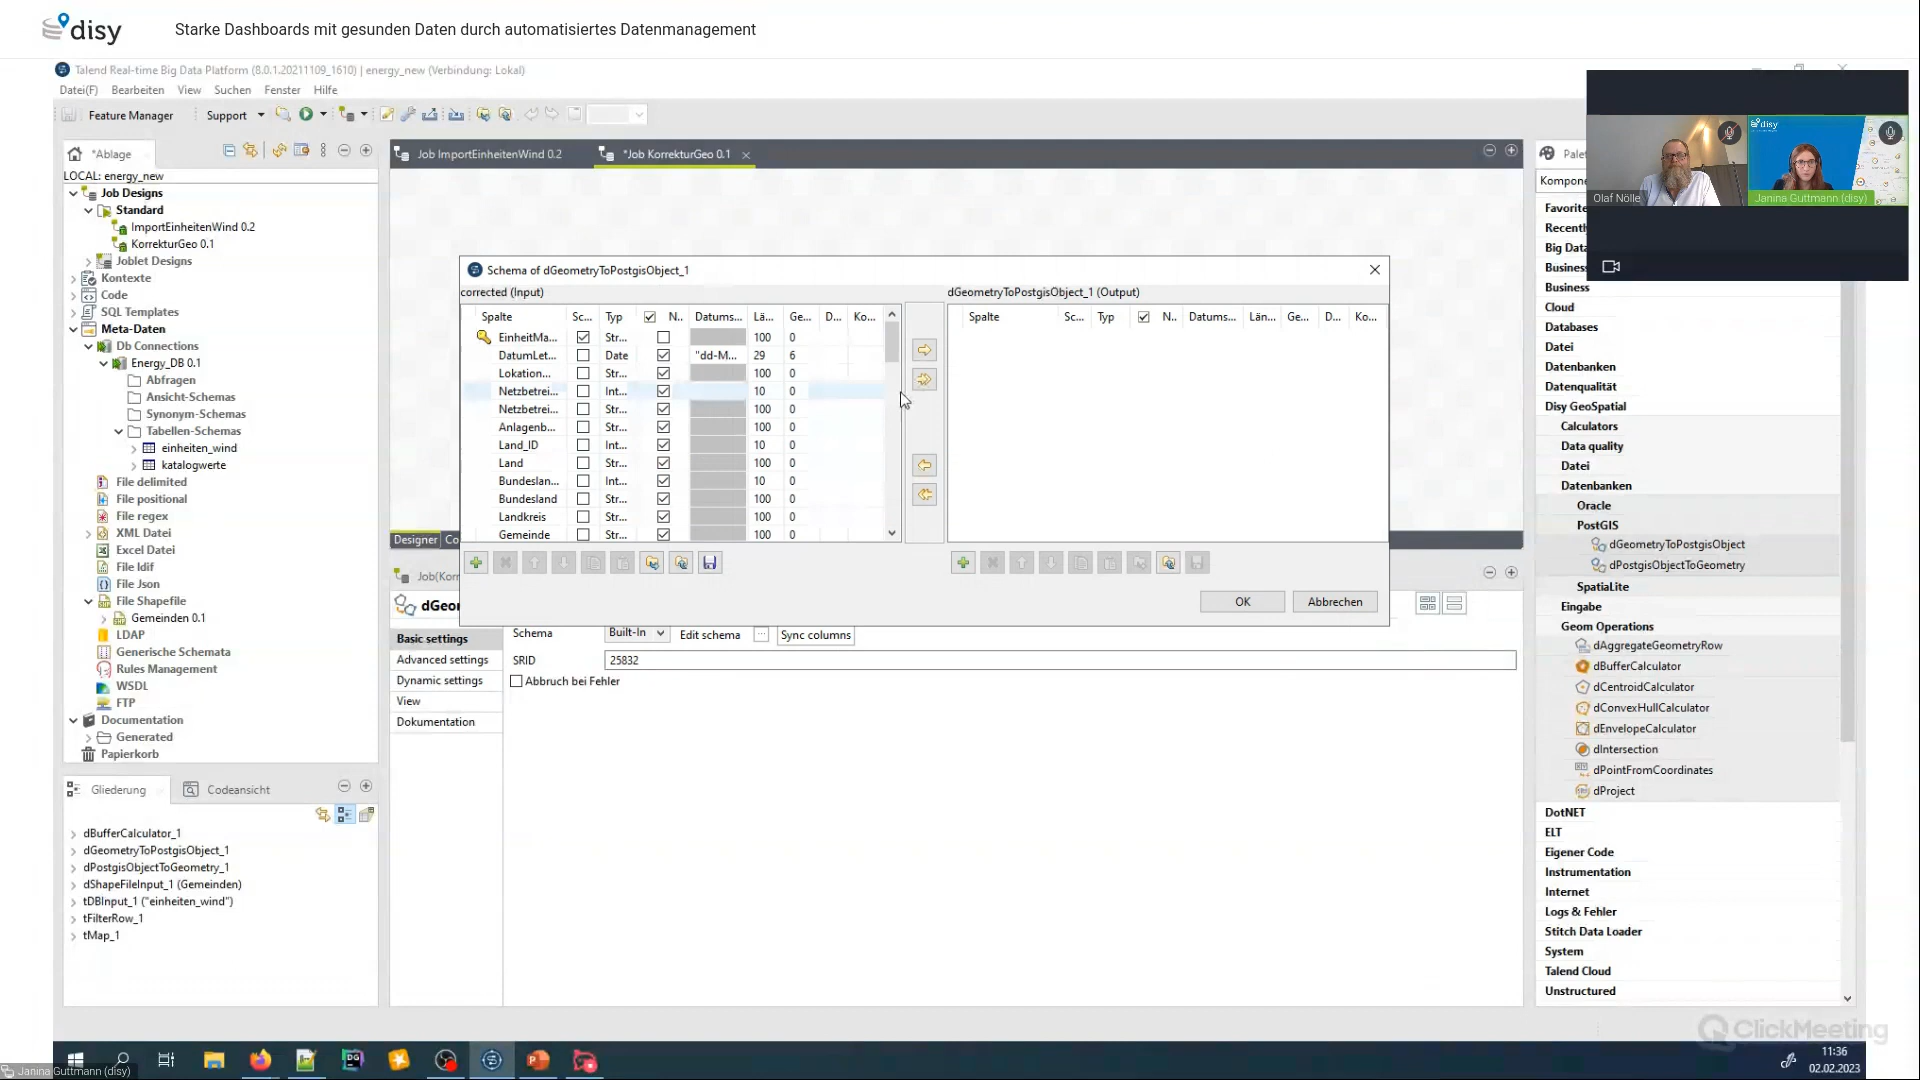 disy
Starke Dashboards mit gesunden Daten durch automatisiertes Datenmanagement
Talend Real-time Big Data Platform (8.0.1.20211109_1610) | energy_new (Verbindung: Lokal)
Datei(F) Bearbeiten View Suchen Fenster Hilfe
Feature Manager Support
*Ablage
LOCAL: energy_new
Job Designs
Standard
ImportEinheitenWind 0.2
KorrekturGeo 0.1
Joblet Designs
Kontexte
Code
SQL Templates
Meta-Daten
Db Connections
Energy_DB 0.1
Abfragen
Ansicht-Schemas
Synonym-Schemas
Tabellen-Schemas
einheiten_wind
katalogwerte
File delimited
File positional
File regex
XML Datei
Excel Datei
File ldif
File Json
File Shapefile
Gemeinden 0.1
LDAP
Generische Schemata
Rules Management
WSDL
FTP
Documentation
Generated
Papierkorb
Gliederung Codeansicht
dBufferCalculator_1
dGeometryToPostgisObject_1
dPostgisObjectToGeometry_1
dShapeFileInput_1 (Gemeinden)
tDBInput_1 ("einheiten_wind")
tFilterRow_1
tMap_1
Job ImportEinheitenWind 0.2 *Job KorrekturGeo 0.1
Schema of dGeometryToPostgisObject_1
corrected (Input)
Spalte Sc... Typ N.. Datums... Lä... Ge... D... Ko...
EinheitMa... Str... 100 0
DatumLet... Date "dd-M... 29 6
Lokation... Str... 100 0
Netzbetrei... Int... 10 0
Netzbetrei... Str... 100 0
Anlagenb... Str... 100 0
Land_ID Int... 10 0
Land Str... 100 0
Bundeslan... Int... 10 0
Bundesland Str... 100 0
Landkreis Str... 100 0
Gemeinde Str... 100 0
dGeometryToPostgisObject_1 (Output)
Spalte Sc... Typ N.. Datums... Län... Ge... D... Ko...
OK Abbrechen
Designer Co
Job(Korr
dGeor
Basic settings
Advanced settings
Dynamic settings
View
Dokumentation
Schema Built-In Edit schema ... Sync columns
SRID 25832
Abbruch bei Fehler
Palet
Kompone
Favorite
Recently
Big Data
Business
Business
Cloud
Databases
Datei
Datenbanken
Datenqualität
Disy GeoSpatial
Calculators
Data quality
Datei
Datenbanken
Oracle
PostGIS
dGeometryToPostgisObject
dPostgisObjectToGeometry
SpatiaLite
Eingabe
Geom Operations
dAggregateGeometryRow
dBufferCalculator
dCentroidCalculator
dConvexHullCalculator
dEnvelopeCalculator
dIntersection
dPointFromCoordinates
dProject
DotNET
ELT
Eigener Code
Instrumentation
Internet
Logs & Fehler
Stitch Data Loader
System
Talend Cloud
Unstructured
disy
Olaf Nölle
Janina Guttmann (disy)
ClickMeeting
Janina Guttmann (disy)
11:36
02.02.2023